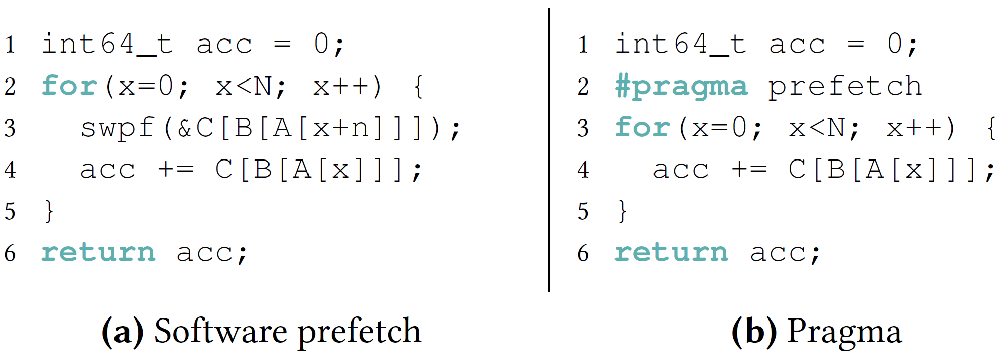 1 int64_t acc = 0;
2 for(x=0; x<N; x++) {
3   swpf(&C[B[A[x+n]]]);
4   acc += C[B[A[x]]];
5 }
6 return acc;
(a) Software prefetch
1 int64_t acc = 0;
2 #pragma prefetch
3 for(x=0; x<N; x++) {
4   acc += C[B[A[x]]];
5 }
6 return acc;
(b) Pragma